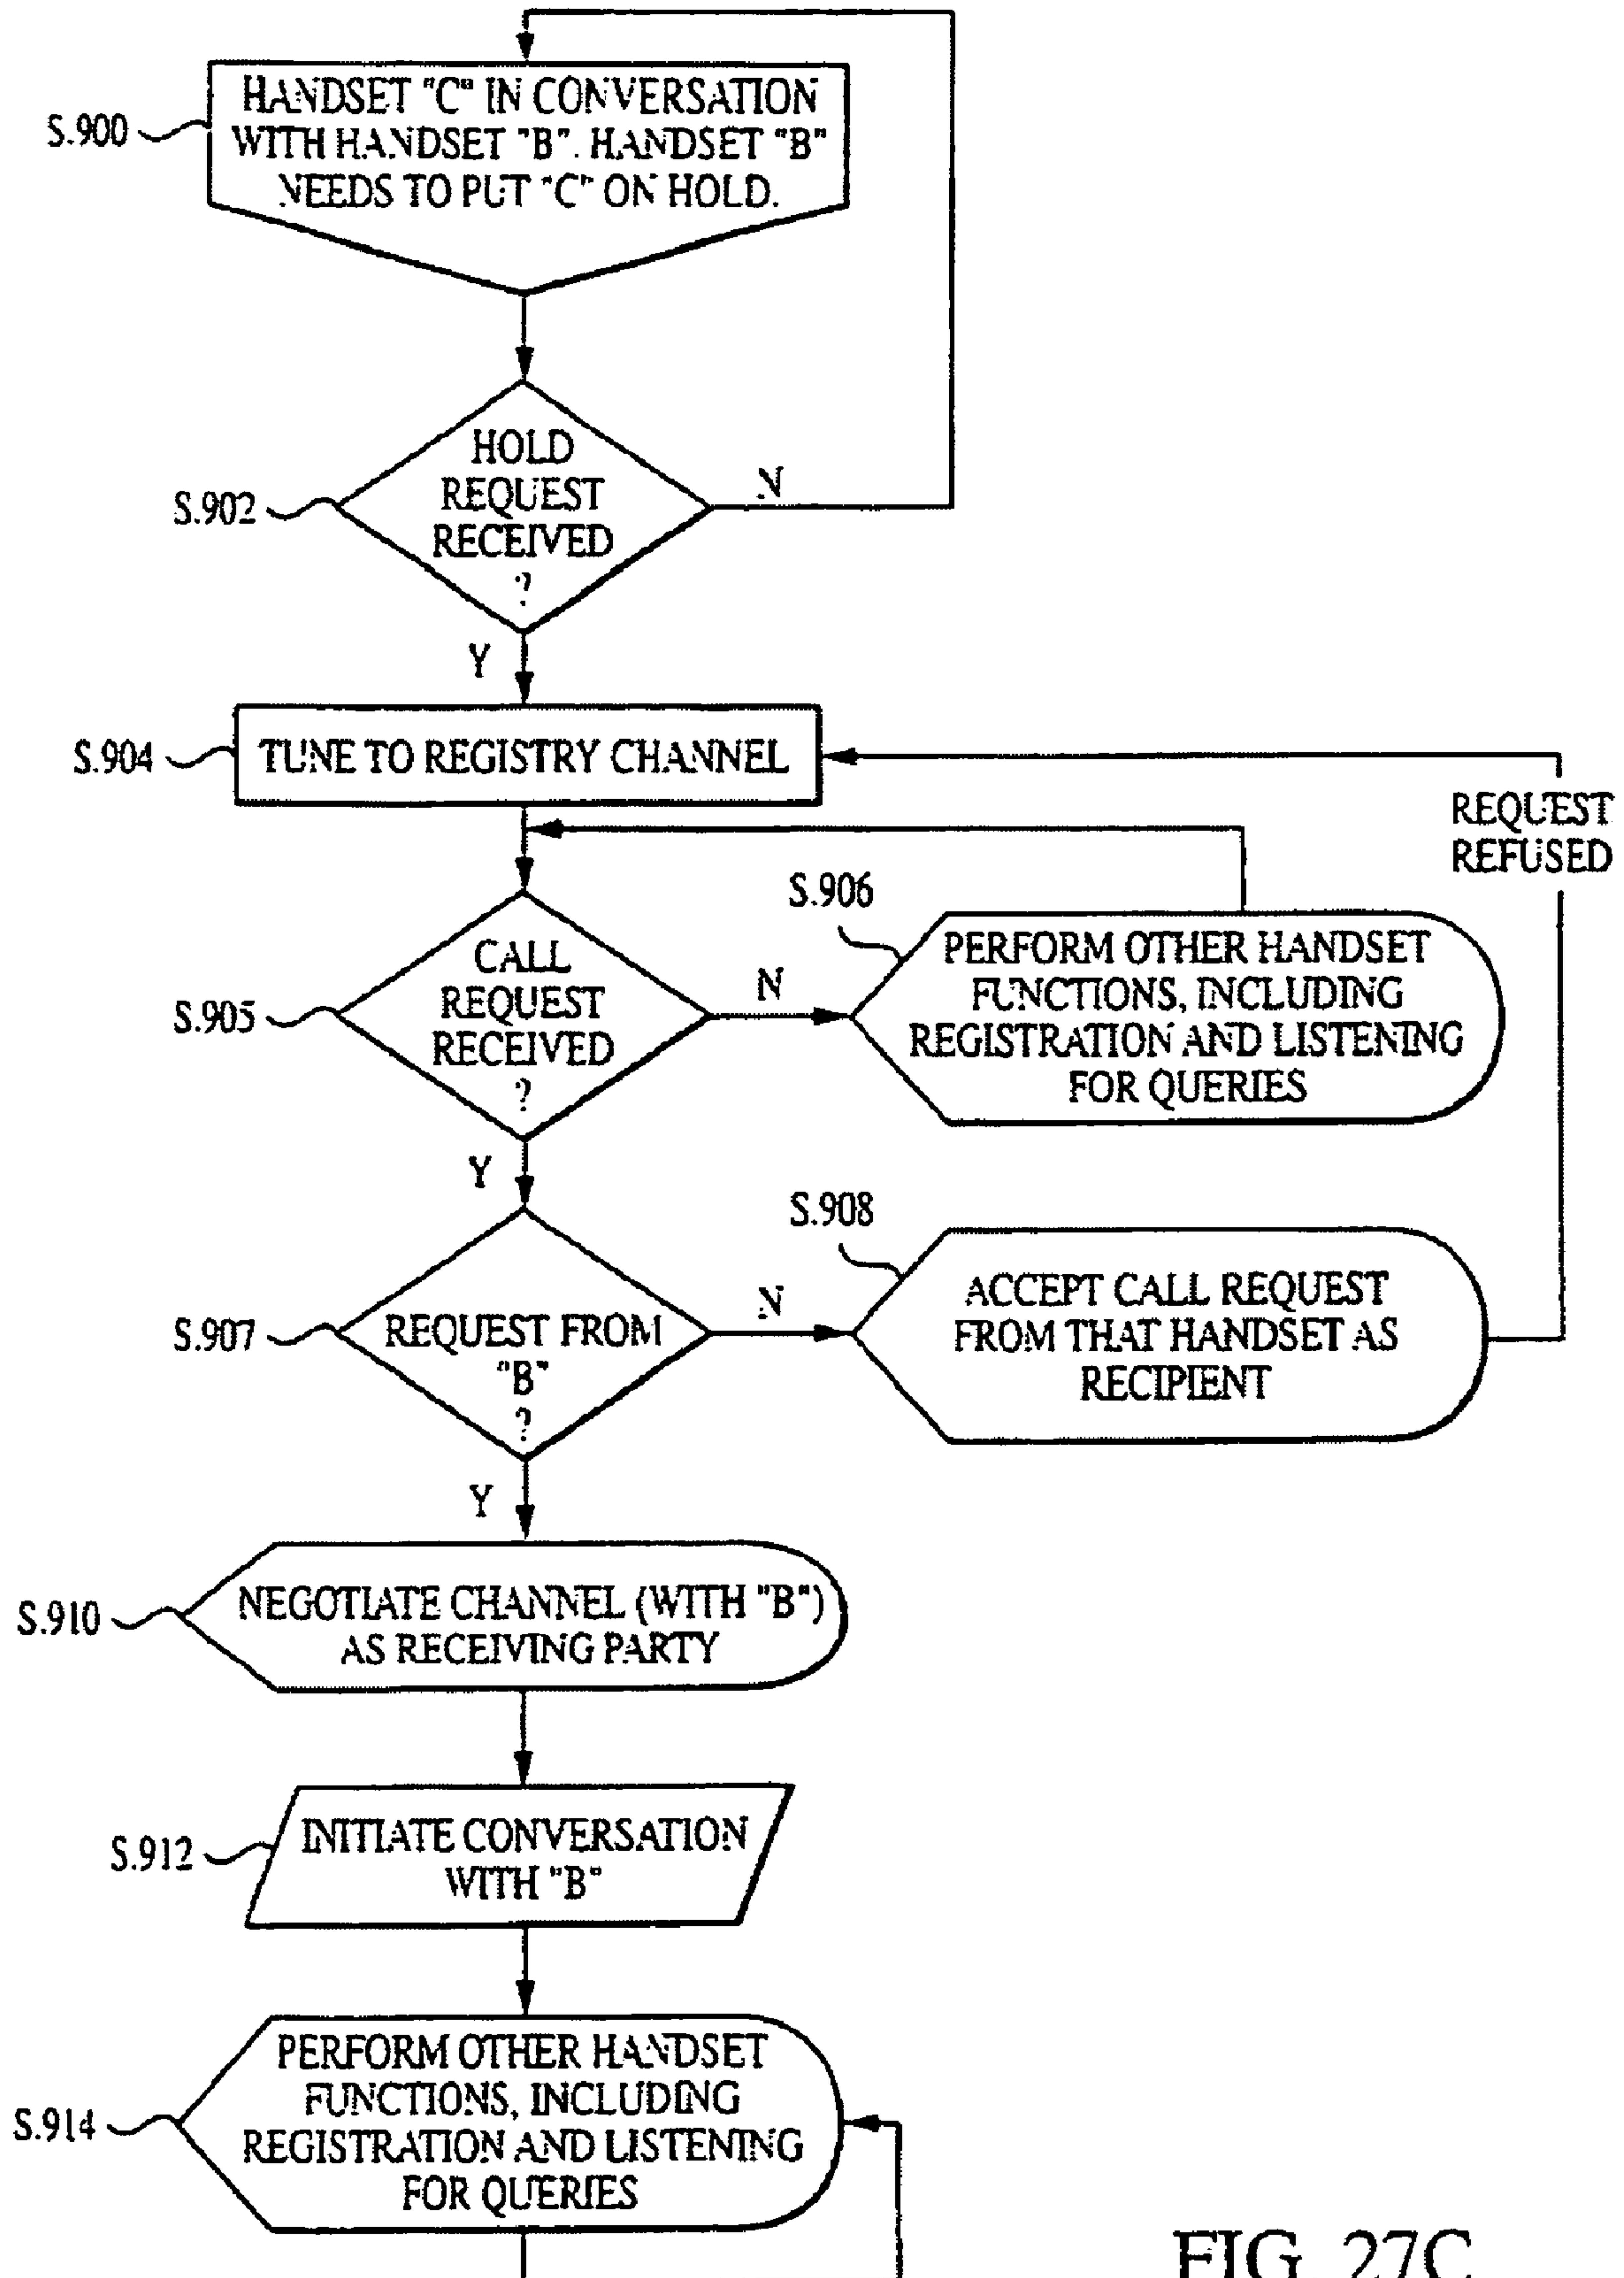 HANDSET "C" IN CONVERSATION
WITH HANDSET "B". HANDSET "B"
NEEDS TO PUT "C" ON HOLD.
S.900
HOLD
REQUEST
RECEIVED
?
S.902
N
Y
S.904
TUNE TO REGISTRY CHANNEL
REQUEST
REFUSED
CALL
REQUEST
RECEIVED
?
S.905
N
S.906
PERFORM OTHER HANDSET
FUNCTIONS, INCLUDING
REGISTRATION AND LISTENING
FOR QUERIES
Y
REQUEST FROM
"B"
?
S.907
N
S.908
ACCEPT CALL REQUEST
FROM THAT HANDSET AS
RECIPIENT
Y
S.910
NEGOTIATE CHANNEL (WITH "B")
AS RECEIVING PARTY
S.912
INITIATE CONVERSATION
WITH "B"
S.914
PERFORM OTHER HANDSET
FUNCTIONS, INCLUDING
REGISTRATION AND LISTENING
FOR QUERIES
FIG. 27C